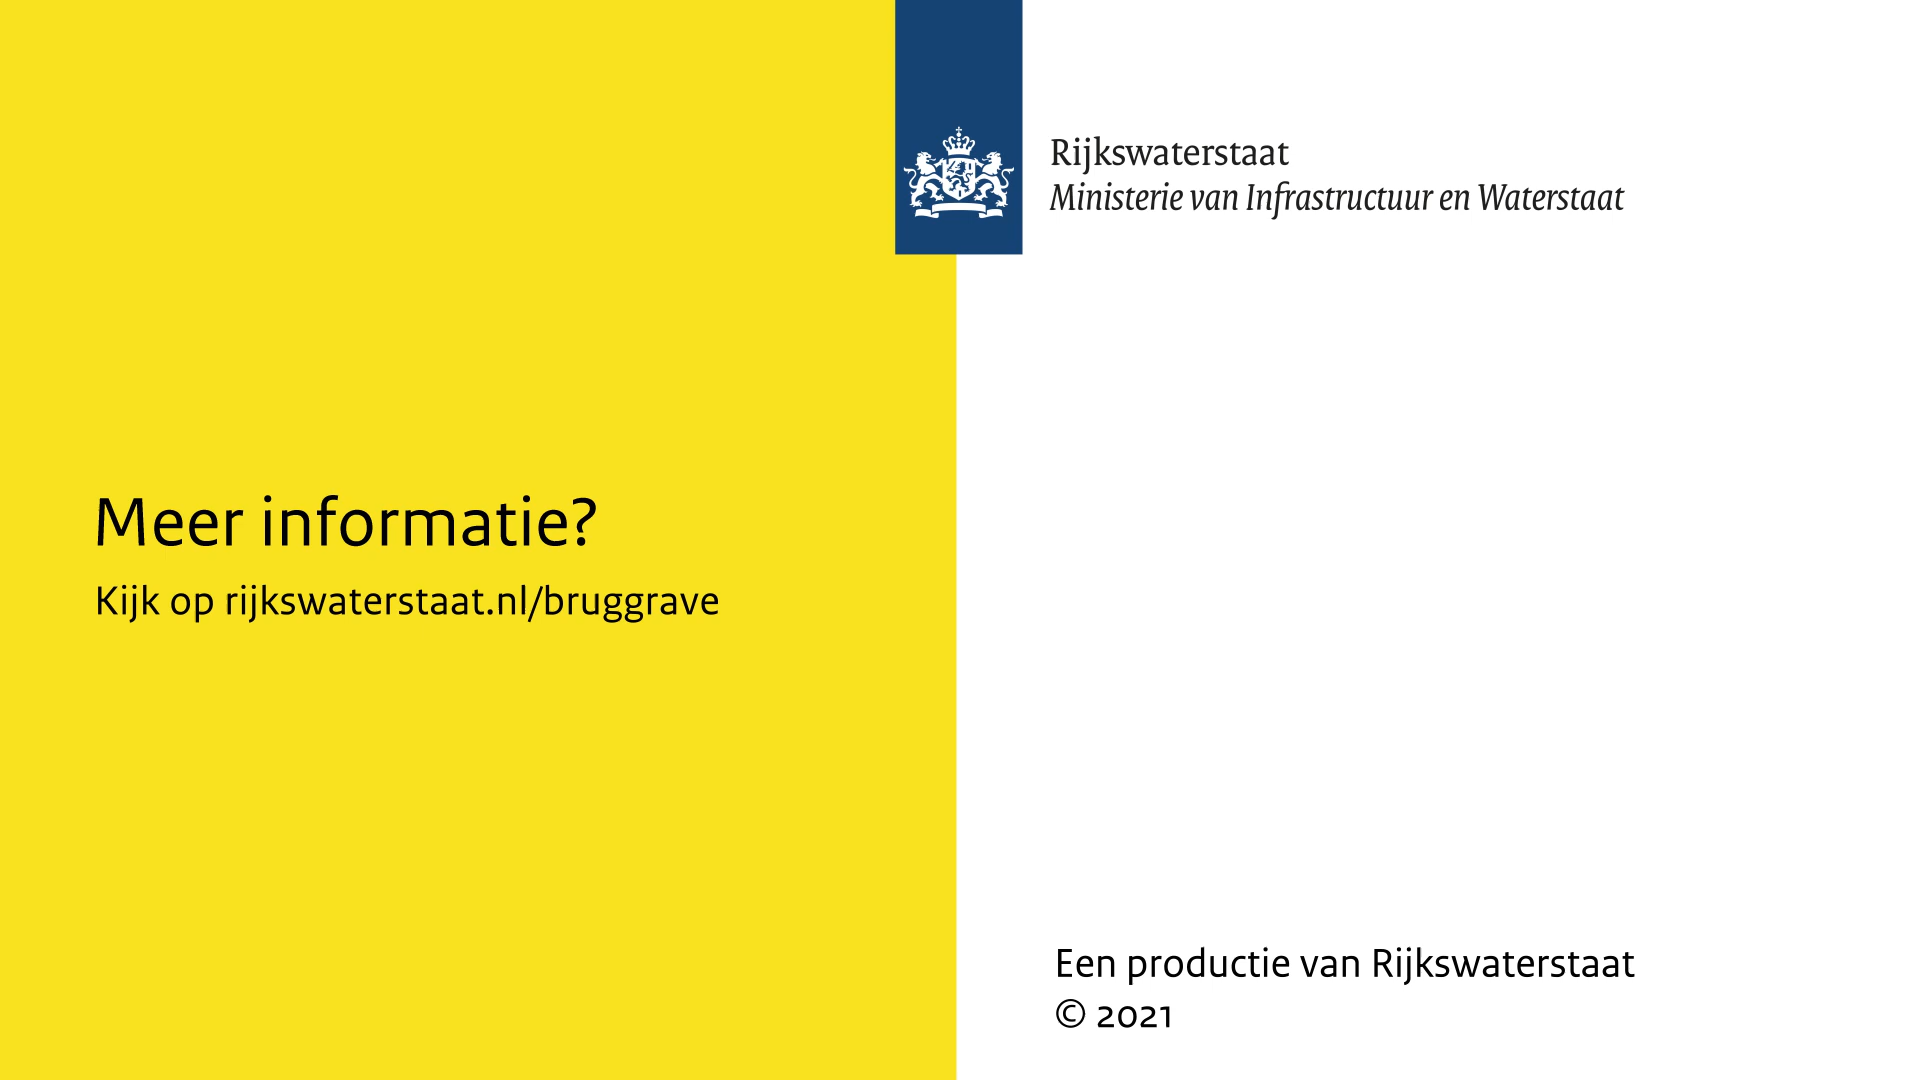 Rijkswaterstaat
Ministerie van Infrastructuur en Waterstaat
Meer informatie?
Kijk op rijkswaterstaat.nl/bruggrave
Een productie van Rijkswaterstaat
© 2021